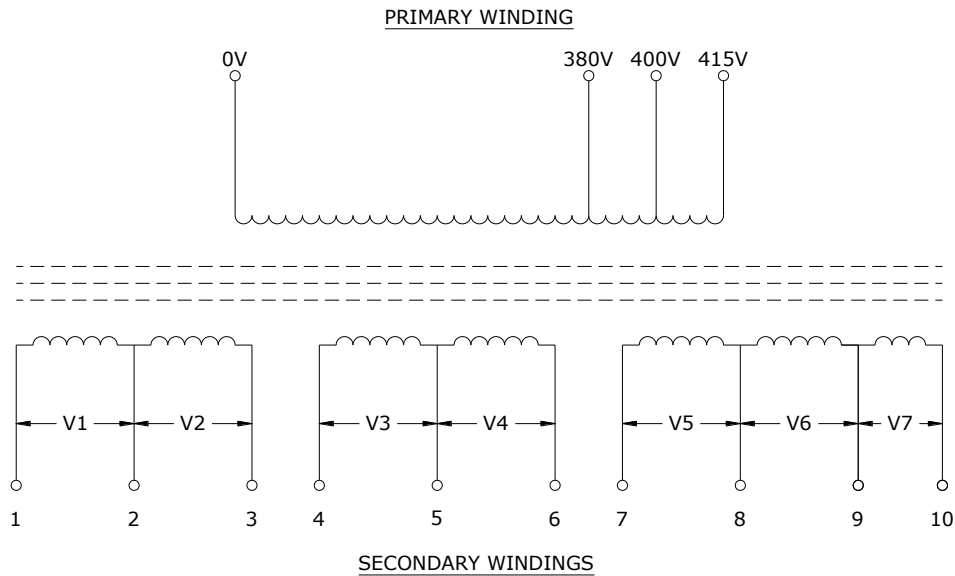 PRIMARY WINDING
0V 380V 400V 415V
V1 V2 V3 V4 V5 V6 V7
1 2 3 4 5 6 7 8 9 10
SECONDARY WINDINGS